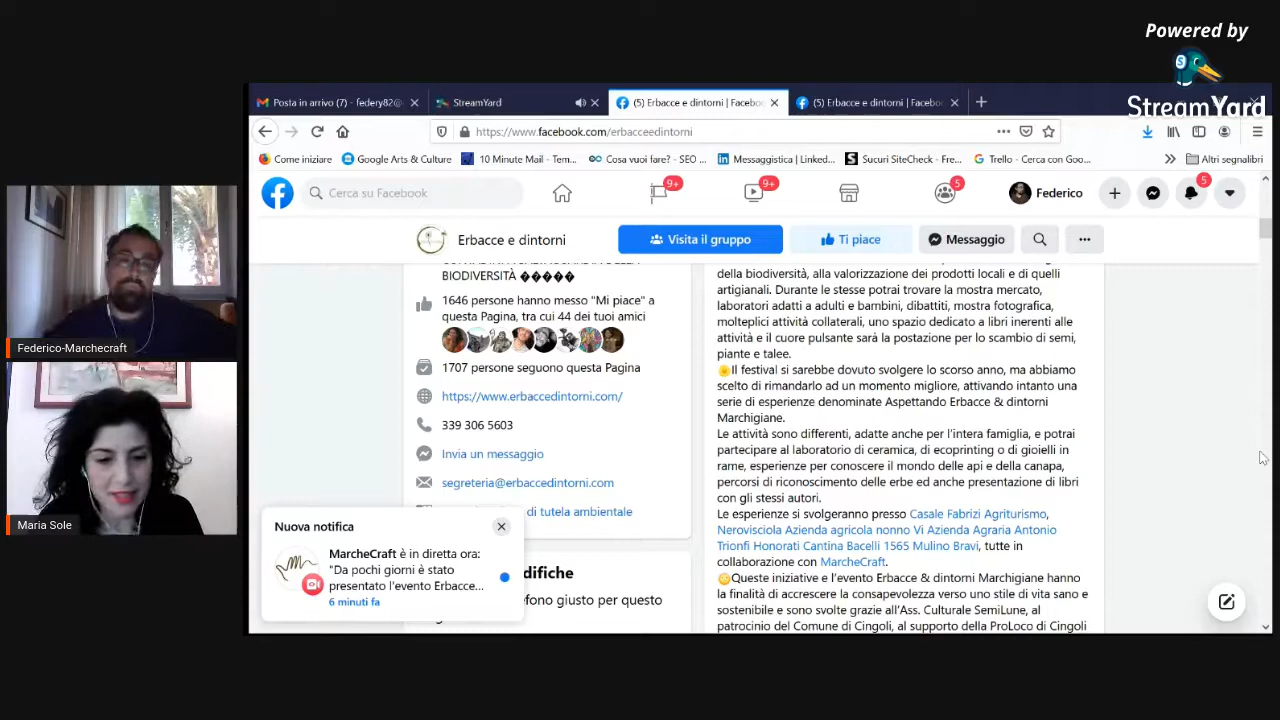 Powered by
StreamYard
Posta in arrivo (7) - federy82@
StreamYard
(5) Erbacce e dintorni | Faceboo
(5) Erbacce e dintorni | Facebo
https://www.facebook.com/erbacceedintorni
Come iniziare
Google Arts & Culture
10 Minute Mail - Tem...
Cosa vuoi fare? - SEO ...
Messaggistica | Linked...
Sucuri SiteCheck - Fre...
Trello - Cerca con Goo...
Altri segnalibri
Cerca su Facebook
9+
9+
5
Federico
5
Erbacce e dintorni
Visita il gruppo
Ti piace
Messaggio
BIODIVERSITÀ �����
1646 persone hanno messo "Mi piace" a
questa Pagina, tra cui 44 dei tuoi amici
1707 persone seguono questa Pagina
https://www.erbaccedintorni.com/
339 306 5603
Invia un messaggio
segreteria@erbaccedintorni.com
di tutela ambientale
difiche
efono giusto per questo
Nuova notifica
MarcheCraft è in diretta ora:
"Da pochi giorni è stato
presentato l'evento Erbacce...
6 minuti fa
della biodiversità, alla valorizzazione dei prodotti locali e di quelli
artigianali. Durante le stesse potrai trovare la mostra mercato,
laboratori adatti a adulti e bambini, dibattiti, mostra fotografica,
molteplici attività collaterali, uno spazio dedicato a libri inerenti alle
attività e il cuore pulsante sarà la postazione per lo scambio di semi,
piante e talee.
Il festival si sarebbe dovuto svolgere lo scorso anno, ma abbiamo
scelto di rimandarlo ad un momento migliore, attivando intanto una
serie di esperienze denominate Aspettando Erbacce & dintorni
Marchigiane.
Le attività sono differenti, adatte anche per l'intera famiglia, e potrai
partecipare al laboratorio di ceramica, di ecoprinting o di gioielli in
rame, esperienze per conoscere il mondo delle api e della canapa,
percorsi di riconoscimento delle erbe ed anche presentazione di libri
con gli stessi autori.
Le esperienze si svolgeranno presso Casale Fabrizi Agriturismo,
Nerovisciola Azienda agricola nonno Vi Azienda Agraria Antonio
Trionfi Honorati Cantina Bacelli 1565 Mulino Bravi, tutte in
collaborazione con MarcheCraft.
Queste iniziative e l'evento Erbacce & dintorni Marchigiane hanno
la finalità di accrescere la consapevolezza verso uno stile di vita sano e
sostenibile e sono svolte grazie all'Ass. Culturale SemiLune, al
patrocinio del Comune di Cingoli, al supporto della ProLoco di Cingoli
Federico-Marchecraft
Maria Sole